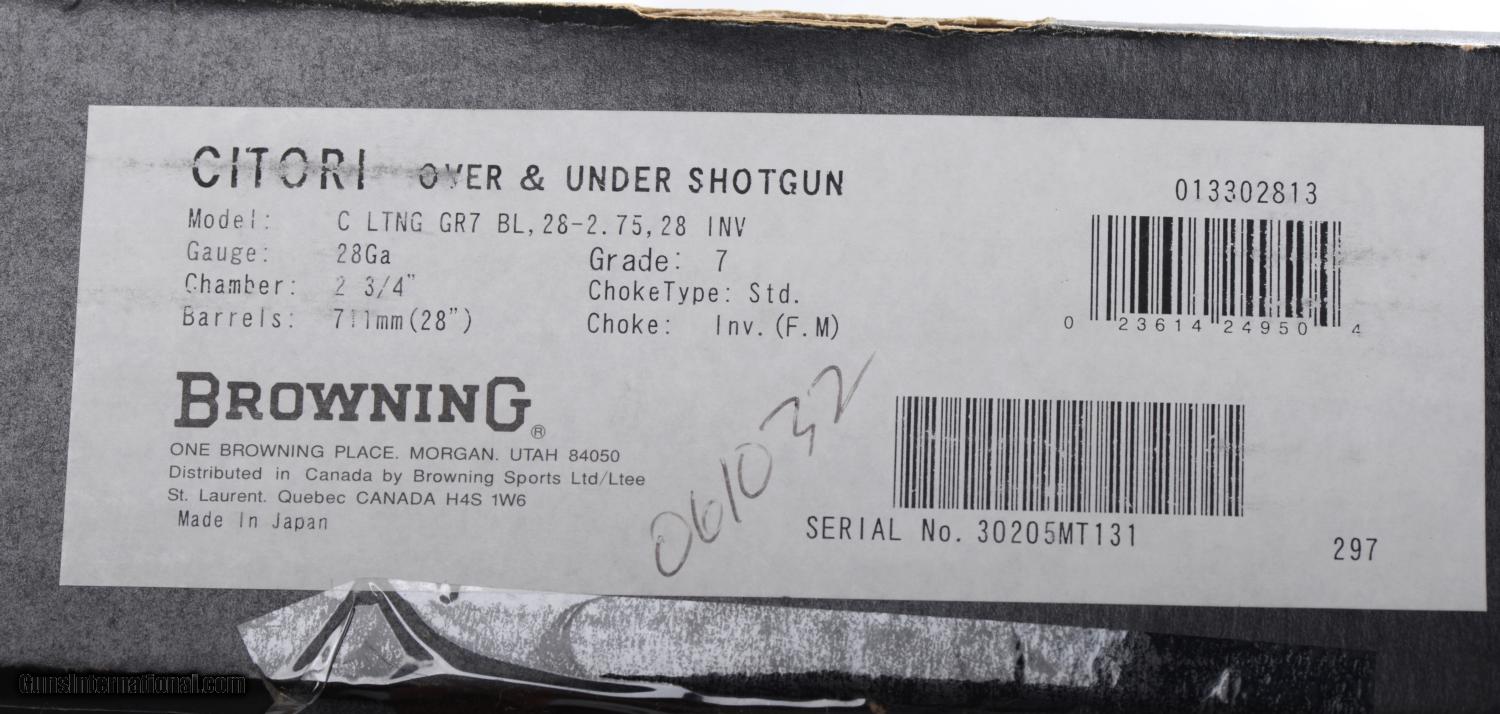 CITORI OVER & UNDER SHOTGUN
013302813
Model: C LTNG GR7 BL,28-2.75,28 INV
Gauge: 28Ga Grade: 7
Chamber: 2 3/4" ChokeType: Std.
Barrels: 711mm(28") Choke: Inv.(F.M)
0 23614 24950 4
BROWNING®
ONE BROWNING PLACE. MORGAN. UTAH 84050
Distributed in Canada by Browning Sports Ltd/Ltee
St. Laurent. Quebec CANADA H4S 1W6
Made In Japan
061032
SERIAL No. 30205MT131
297
GunsInternational.com